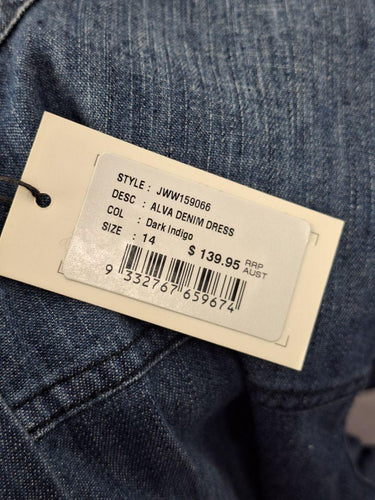 STYLE : JWW159066
DESC : ALVA DENIM DRESS
COL : Dark Indigo
SIZE : 14
$ 139.95 RRP AUST
9 332767 659674